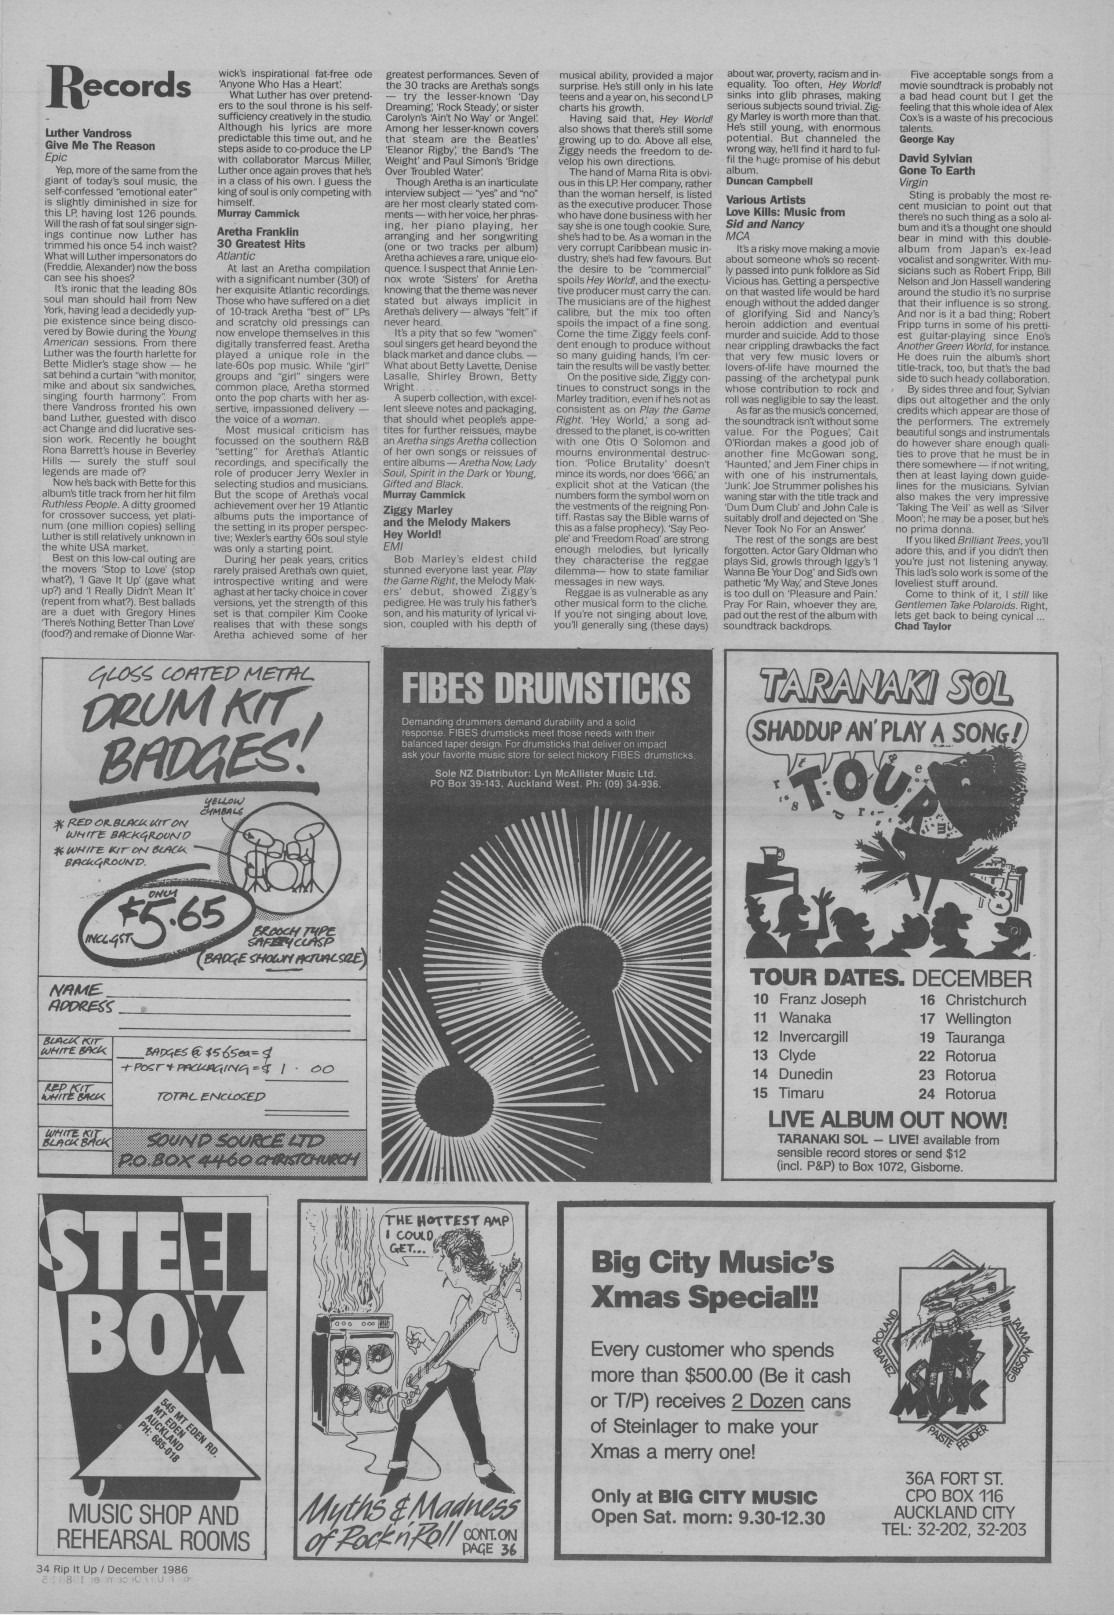 Records
Luther Vandross
Give Me The Reason
Epic
Yep, more of the same from the
giant of today's soul music, the
self-confessed "emotional eater"
is slightly diminished in size for
this LP, having lost 126 pounds.
Will the rash of fat soul singer sign-
ings continue now Luther has
trimmed his once 54 inch waist?
What will Luther impersonators do
(Freddie, Alexander) now the boss
can see his shoes?
It's ironic that the leading 80s
soul man should hail from New
York, having lead a decidedly yup-
pie existence since being disco-
vered by Bowie during the Young
American sessions. From there
Luther was the fourth harlette for
Bette Midler's stage show — he
sat behind a curtain "with monitor,
mike and about six sandwiches,
singing fourth harmony". From
there Vandross fronted his own
band Luther, guested with disco
act Change and did lucrative ses-
sion work. Recently he bought
Rona Barrett's house in Beverley
Hills — surely the stuff soul
legends are made of?
Now he's back with Bette for this
album's title track from her hit film
Ruthless People. A ditty groomed
for crossover success, yet plati-
num (one million copies) selling
Luther is still relatively unknown in
the white USA market.
Best on this low-cal outing are
the movers 'Stop to Love' (stop
what?), 'I Gave It Up' (gave what
up?) and 'I Really Didn't Mean It'
(repent from what?). Best ballads
are a duet with Gregory Hines
'There's Nothing Better Than Love'
(food?) and remake of Dionne War-
wick's inspirational fat-free ode
'Anyone Who Has a Heart.'
What Luther has over pretend-
ers to the soul throne is his self-
sufficiency creatively in the studio.
Although his lyrics are more
predictable this time out, and he
steps aside to co-produce the LP
with collaborator Marcus Miller,
Luther once again proves that he's
in a class of his own. I guess the
king of soul is only competing with
himself.
Murray Cammick
Aretha Franklin
30 Greatest Hits
Atlantic
At last an Aretha compilation
with a significant number (30!) of
her exquisite Atlantic recordings.
Those who have suffered on a diet
of 10-track Aretha "best of" LPs
and scratchy old pressings can
now envelope themselves in this
digitally transferred feast. Aretha
played a unique role in the
late-60s pop music. While "girl"
groups and "girl" singers were
common place, Aretha stormed
onto the pop charts with her as-
sertive, impassioned delivery —
the voice of a woman.
Most musical criticism has
focussed on the southern R&B
"setting" for Aretha's Atlantic
recordings, and specifically the
role of producer Jerry Wexler in
selecting studios and musicians.
But the scope of Aretha's vocal
achievement over her 19 Atlantic
albums puts the importance of
the setting in its proper perspec-
tive; Wexler's earthy 60s soul style
was only a starting point.
During her peak years, critics
rarely praised Aretha's own quiet,
introspective writing and were
aghast at her tacky choice in cover
versions, yet the strength of this
set is that compiler Kim Cooke
realises that with these songs
Aretha achieved some of her
greatest performances. Seven of
the 30 tracks are Aretha's songs
— try the lesser-known 'Day
Dreaming', 'Rock Steady', or sister
Carolyn's 'Ain't No Way' or 'Angel.'
Among her lesser-known covers
that steam are the Beatles'
'Eleanor Rigby', the Band's 'The
Weight' and Paul Simon's 'Bridge
Over Troubled Water.'
Though Aretha is an inarticulate
interview subject — "yes" and "no"
are her most clearly stated com-
ments — with her voice, her phras-
ing, her piano playing, her
arranging and her songwriting
(one or two tracks per album)
Aretha achieves a rare, unique elo-
quence. I suspect that Annie Len-
nox wrote 'Sisters' for Aretha
knowing that the theme was never
stated but always implicit in
Aretha's delivery — always "felt" if
never heard.
It's a pity that so few "women"
soul singers get heard beyond the
black market and dance clubs. —
What about Betty Lavette, Denise
Lasalle, Shirley Brown, Betty
Wright. . . .
A superb collection, with excel-
lent sleeve notes and packaging,
that should whet people's appe-
tites for further reissues, maybe
an Aretha sings Aretha collection
of her own songs or reissues of
entire albums — Aretha Now, Lady
Soul, Spirit in the Dark or Young,
Gifted and Black.
Murray Cammick
Ziggy Marley
and the Melody Makers
Hey World!
EMI
Bob Marley's eldest child
stunned everyone last year. Play
the Game Right, the Melody Mak-
ers' debut, showed Ziggy's
pedigree. He was truly his father's
son, and his maturity of lyrical vi-
sion, coupled with his depth of
musical ability, provided a major
surprise. He's still only in his late
teens and a year on, his second LP
charts his growth.
Having said that, Hey World!
also shows that there's still some
growing up to do. Above all else,
Ziggy needs the freedom to de-
velop his own directions.
The hand of Mama Rita is obvi-
ous in this LP. Her company, rather
than the woman herself, is listed
as the executive producer. Those
who have done business with her
say she is one tough cookie. Sure,
she's had to be. As a woman in the
very corrupt Caribbean music in-
dustry, she's had few favours. But
the desire to be "commercial"
spoils Hey World!, and the execu-
tive producer must carry the can.
The musicians are of the highest
calibre, but the mix too often
spoils the impact of a fine song.
Come the time Ziggy feels conf-
dent enough to produce without
so many guiding hands, I'm cer-
tain the results will be vastly better.
On the positive side, Ziggy con-
tinues to construct songs in the
Marley tradition, even if he's not as
consistent as on Play the Game
Right. 'Hey World,' a song ad-
dressed to the planet, is co-written
with one Otis O Solomon and
mourns environmental destruc-
tion. 'Police Brutality' doesn't
mince its words, nor does '666,' an
explicit shot at the Vatican (the
numbers form the symbol worn on
the vestments of the reigning Pon-
tiff. Rastas say the Bible warns of
this as a false prophecy). 'Say Peo-
ple' and 'Freedom Road' are strong
enough melodies, but lyrically
they characterise the reggae
dilemma— how to state familiar
messages in new ways.
Reggae is as vulnerable as any
other musical form to the cliche.
If you're not singing about love,
you'll generally sing (these days)
about war, proverty, racism and in-
equality. Too often, Hey World!
sinks into glib phrases, making
serious subjects sound trivial. Zig-
gy Marley is worth more than that.
He's still young, with enormous
potential. But channeled the
wrong way, he'll find it hard to ful-
fil the huge promise of his debut
album.
Duncan Campbell
Various Artists
Love Kills: Music from
Sid and Nancy
MCA
It's a risky move making a movie
about someone who's so recent-
ly passed into punk folklore as Sid
Vicious has. Getting a perspective
on that wasted life would be hard
enough without the added danger
of glorifying Sid and Nancy's
heroin addiction and eventual
murder and suicide. Add to those
near crippling drawbacks the fact
that very few music lovers or
lovers-of-life have mourned the
passing of the archetypal punk
whose contribution to rock and
roll was negligible to say the least.
As far as the music's concerned,
the soundtrack isn't without some
value. For the Pogues', Cait
O'Riordan makes a good job of
another fine McGowan song,
'Haunted,' and Jem Finer chips in
with one of his instrumentals,
'Junk.' Joe Strummer polishes his
waning star with the title track and
'Dum Dum Club' and John Cale is
suitably droll and dejected on 'She
Never Took No For an Answer.'
The rest of the songs are best
forgotten. Actor Gary Oldman who
plays Sid, growls through Iggy's 'I
Wanna Be Your Dog' and Sid's own
pathetic 'My Way,' and Steve Jones
is too dull on 'Pleasure and Pain.'
Pray For Rain, whoever they are,
pad out the rest of the album with
soundtrack backdrops.
Five acceptable songs from a
movie soundtrack is probably not
a bad head count but I get the
feeling that this whole idea of Alex
Cox's is a waste of his precocious
talents.
George Kay
David Sylvian
Gone To Earth
Virgin
Sting is probably the most re-
cent musician to point out that
there's no such thing as a solo al-
bum and it's a thought one should
bear in mind with this double-
album from Japan's ex-lead
vocalist and songwriter. With mu-
sicians such as Robert Fripp, Bill
Nelson and Jon Hassell wandering
around the studio it's no surprise
that their influence is so strong.
And nor is it a bad thing; Robert
Fripp turns in some of his pretti-
est guitar-playing since Eno's
Another Green World, for instance.
He does ruin the album's short
title-track, too, but that's the bad
side to such heady collaboration.
By sides three and four, Sylvian
dips out altogether and the only
credits which appear are those of
the performers. The extremely
beautiful songs and instrumentals
do however share enough quali-
ties to prove that he must be in
there somewhere — if not writing,
then at least laying down guide-
lines for the musicians. Sylvian
also makes the very impressive
'Taking The Veil' as well as 'Silver
Moon'; he may be a poser, but he's
no prima donna.
If you liked Brilliant Trees, you'll
adore this, and if you didn't then
you're just not listening anyway.
This lad's solo work is some of the
loveliest stuff around.
Come to think of it, I still like
Gentlemen Take Polaroids. Right,
lets get back to being cynical ...
Chad Taylor
GLOSS COATED METAL
DRUM KIT
BADGES!
YELLOW
CYMBALS
* RED OR BLACK KIT ON
WHITE BACKGROUND
* WHITE KIT ON BLACK
BACKGROUND.
ONLY
$5.65
INCL. GST
BROOCH TYPE
SAFETY CLASP
(BADGE SHOWN ACTUAL SIZE)
NAME
ADDRESS
BLACK KIT
WHITE BACK
RED KIT
WHITE BACK
WHITE KIT
BLACK BACK
BADGES @ $5.65 ea = $
+ POST & PACKAGING = $ 1.00
TOTAL ENCLOSED
SOUND SOURCE LTD
P.O. BOX 4460 CHRISTCHURCH
FIBES DRUMSTICKS
Demanding drummers demand durability and a solid
response. FIBES drumsticks meet those needs with their
balanced taper design. For drumsticks that deliver on impact
ask your favorite music store for select hickory FIBES drumsticks.
Sole NZ Distributor: Lyn McAllister Music Ltd.
PO Box 39-143, Auckland West. Ph: (09) 34-936.
TARANAKI SOL
SHADDUP AN' PLAY A SONG!
TOUR
TOUR DATES. DECEMBER
10 Franz Joseph
11 Wanaka
12 Invercargill
13 Clyde
14 Dunedin
15 Timaru
16 Christchurch
17 Wellington
19 Tauranga
22 Rotorua
23 Rotorua
24 Rotorua
LIVE ALBUM OUT NOW!
TARANAKI SOL — LIVE! available from
sensible record stores or send $12
(incl. P&P) to Box 1072, Gisborne.
STEEL
BOX
545 MT EDEN RD.
MT EDEN
AUCKLAND
PH: 685-018
MUSIC SHOP AND
REHEARSAL ROOMS
THE HOTTEST AMP
I COULD
GET...
Myths & Madness
of Rock'n'Roll
CONT. ON
PAGE 36
Big City Music's
Xmas Special!!
Every customer who spends
more than $500.00 (Be it cash
or T/P) receives 2 Dozen cans
of Steinlager to make your
Xmas a merry one!
Only at BIG CITY MUSIC
Open Sat. morn: 9.30-12.30
ROLAND
IBANEZ
TAMA
GIBSON
PAISTE FENDER
BIG CITY MUSIC
36A FORT ST.
CPO BOX 116
AUCKLAND CITY
TEL: 32-202, 32-203
34 Rip It Up / December 1986